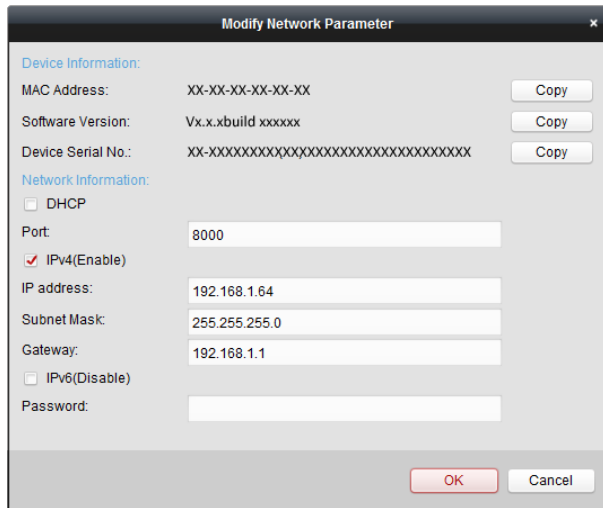 Modify Network Parameter ×
Device Information:
MAC Address: XX-XX-XX-XX-XX-XX Copy
Software Version: Vx.x.xbuild xxxxxx Copy
Device Serial No.: XX-XXXXXXXXXXXXXXXXXXXXXXXXXXXXXXX Copy
Network Information:
DHCP
Port: 8000
IPv4(Enable)
IP address: 192.168.1.64
Subnet Mask: 255.255.255.0
Gateway: 192.168.1.1
IPv6(Disable)
Password:
OK Cancel